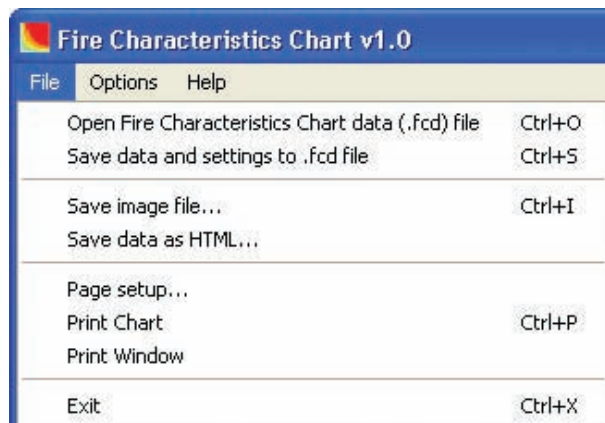 Fire Characteristics Chart v1.0
File Options Help
Open Fire Characteristics Chart data (.fcd) file Ctrl+O
Save data and settings to .fcd file Ctrl+S
Save image file... Ctrl+I
Save data as HTML...
Page setup...
Print Chart Ctrl+P
Print Window
Exit Ctrl+X